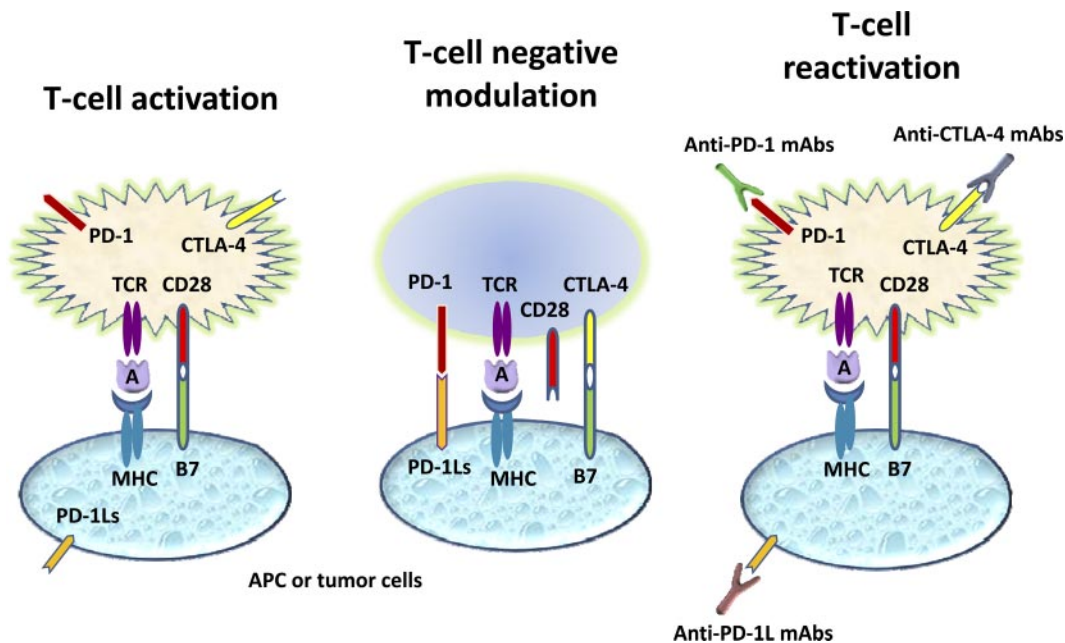 T-cell activation
PD-1
CTLA-4
TCR CD28
A
MHC B7
PD-1Ls
T-cell negative
modulation
PD-1 TCR CTLA-4
CD28
A
PD-1Ls MHC B7
APC or tumor cells
T-cell
reactivation
Anti-PD-1 mAbs
Anti-CTLA-4 mAbs
PD-1
CTLA-4
TCR CD28
A
MHC B7
Anti-PD-1L mAbs